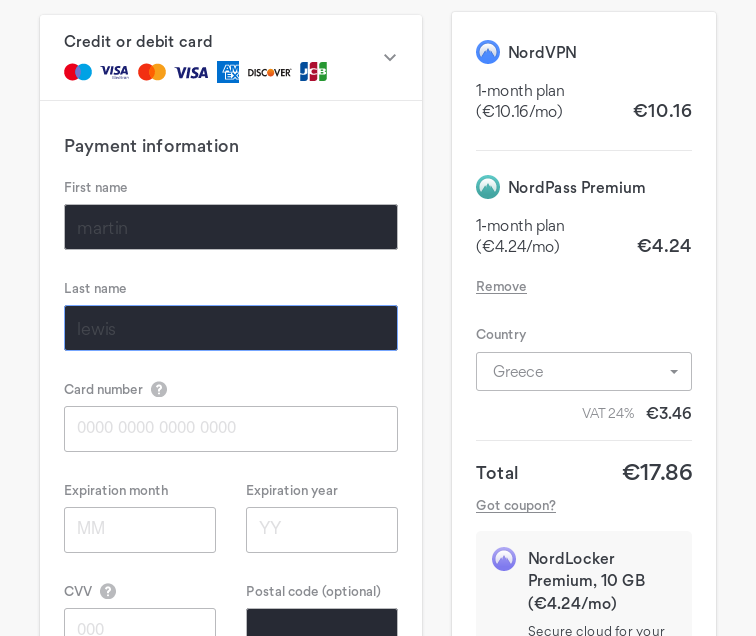 Credit or debit card
VISA
Electron
VISA
AM
EX
DISCOVER
JCB
Payment information
First name
martin
Last name
lewis
Card number ?
0000 0000 0000 0000
Expiration month Expiration year
MM YY
CVV ? Postal code (optional)
000
NordVPN
1-month plan
(€10.16/mo) €10.16
NordPass Premium
1-month plan
(€4.24/mo) €4.24
Remove
Country
Greece
VAT 24% €3.46
Total €17.86
Got coupon?
NordLocker
Premium, 10 GB
(€4.24/mo)
Secure cloud for your